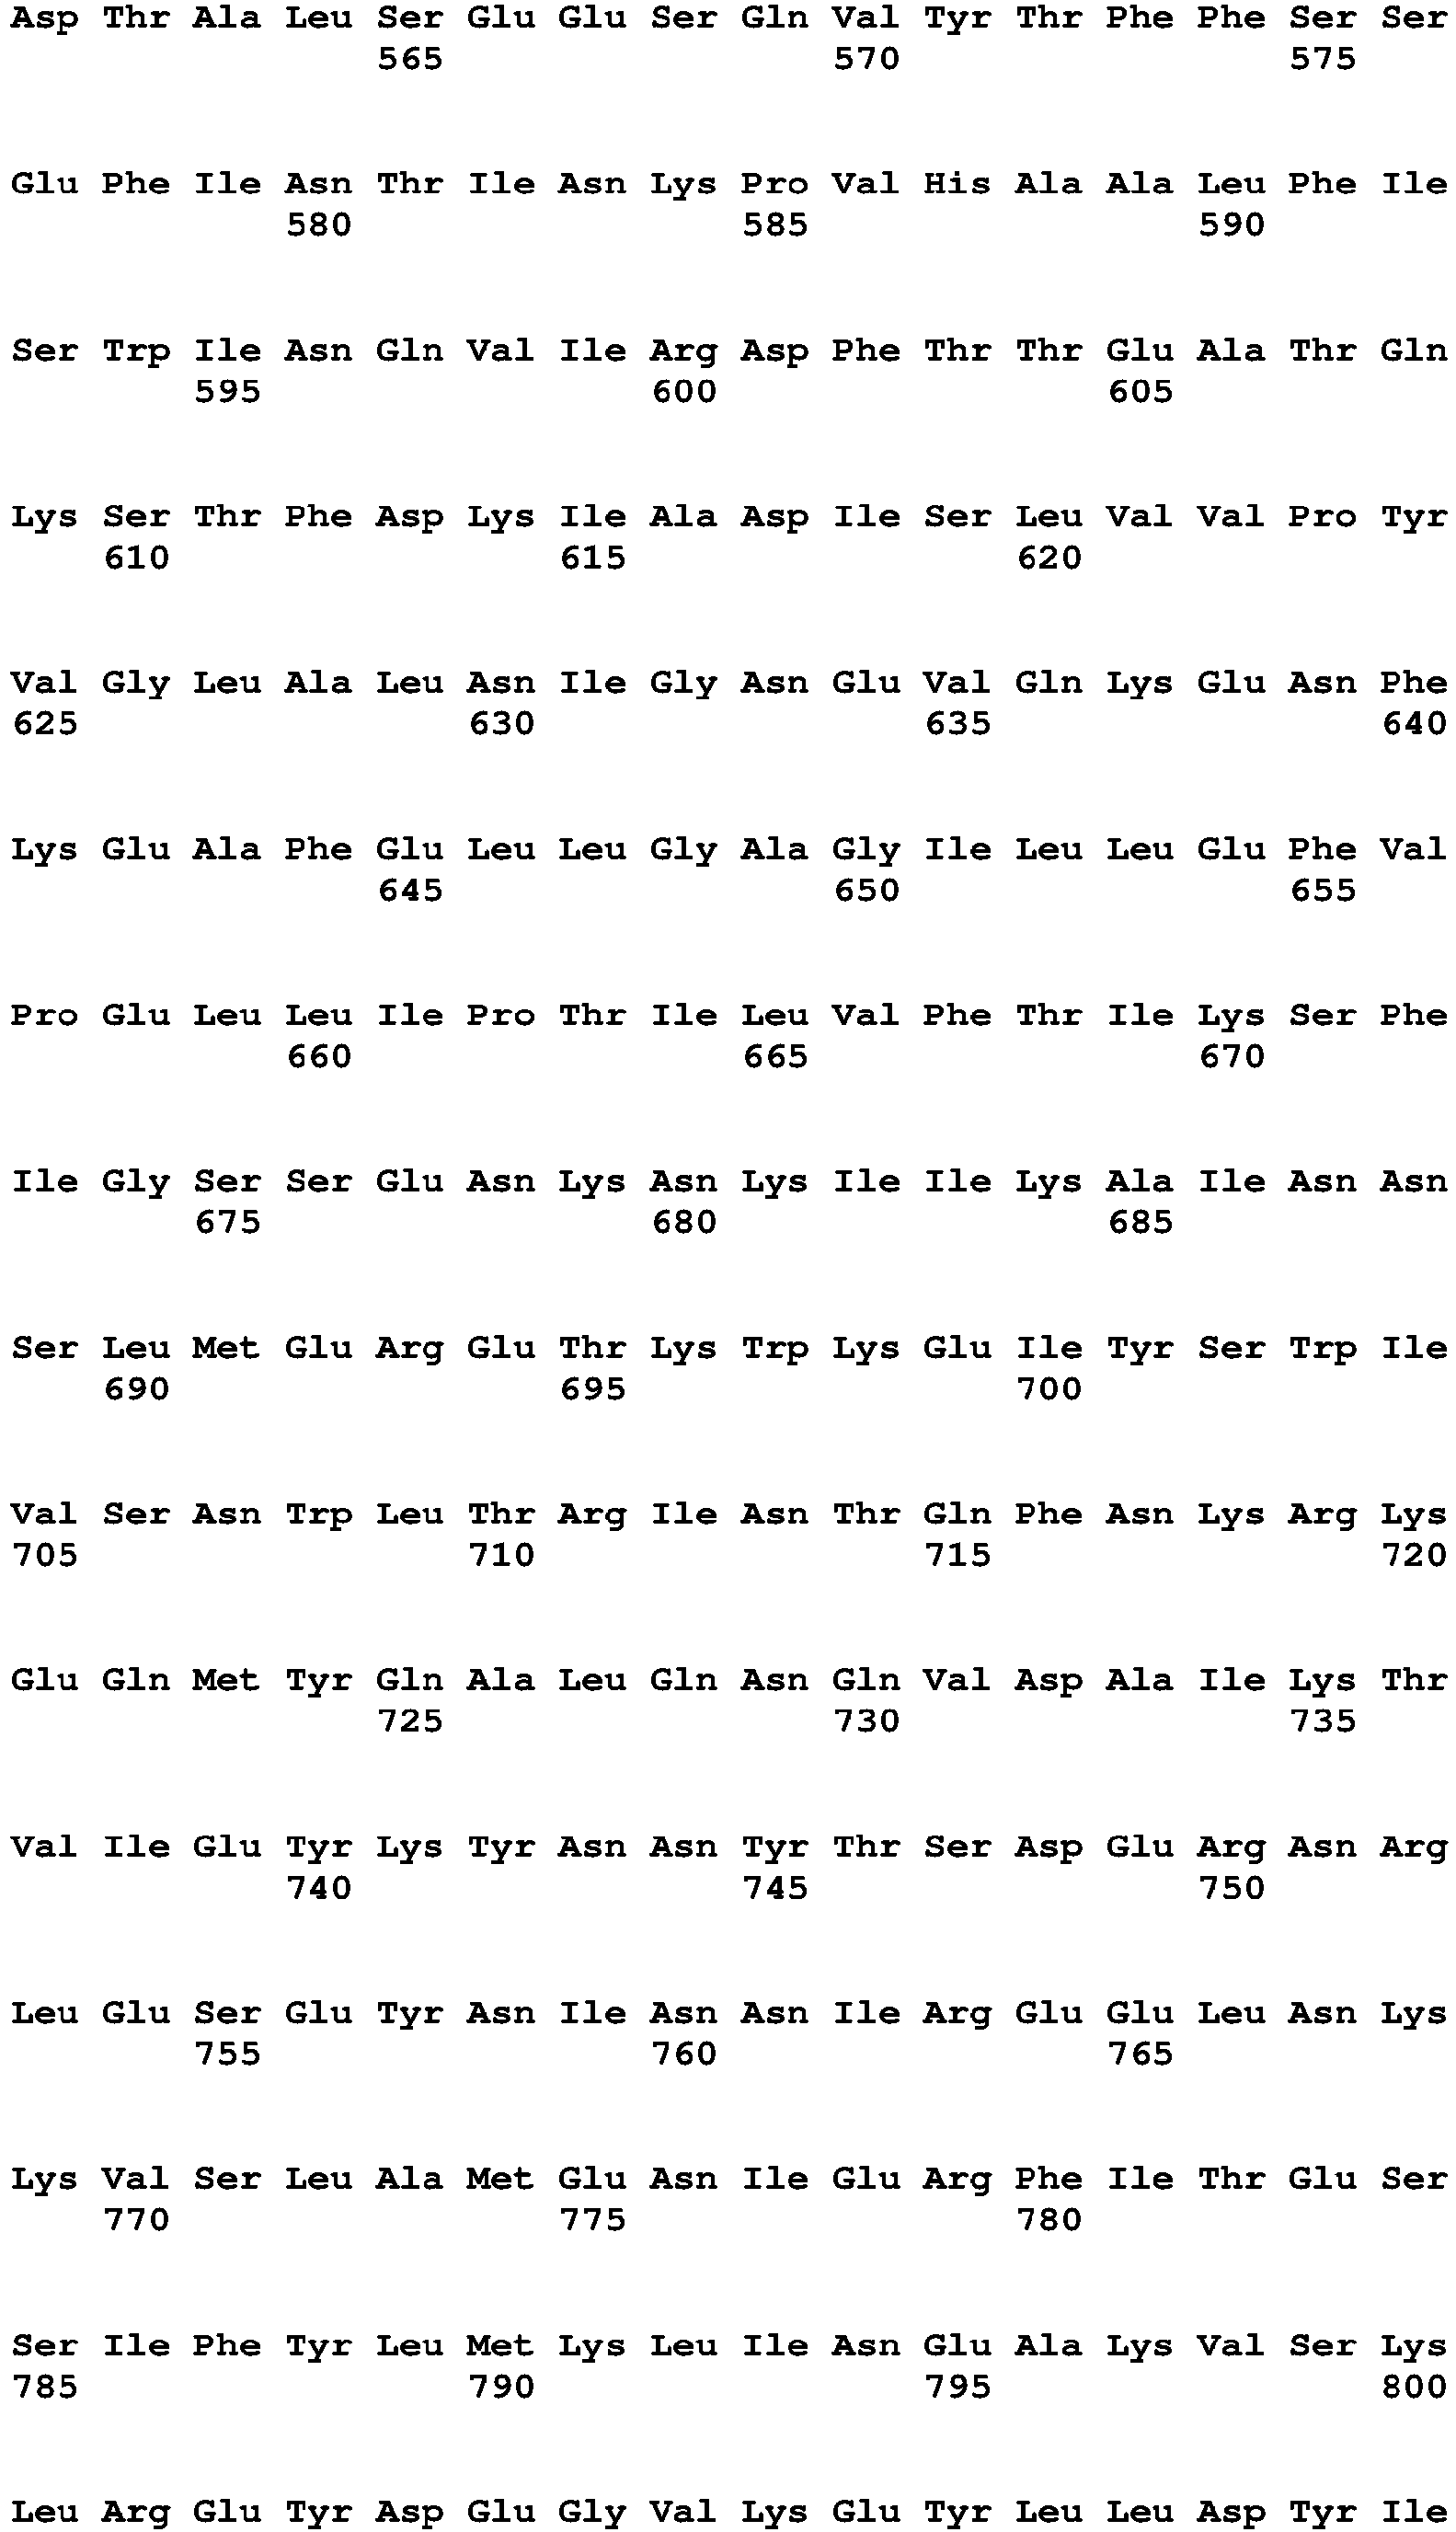 Asp Thr Ala Leu Ser Glu Glu Ser Gln Val Tyr Thr Phe Phe Ser Ser
565 570 575
Glu Phe Ile Asn Thr Ile Asn Lys Pro Val His Ala Ala Leu Phe Ile
580 585 590
Ser Trp Ile Asn Gln Val Ile Arg Asp Phe Thr Thr Glu Ala Thr Gln
595 600 605
Lys Ser Thr Phe Asp Lys Ile Ala Asp Ile Ser Leu Val Val Pro Tyr
610 615 620
Val Gly Leu Ala Leu Asn Ile Gly Asn Glu Val Gln Lys Glu Asn Phe
625 630 635 640
Lys Glu Ala Phe Glu Leu Leu Gly Ala Gly Ile Leu Leu Glu Phe Val
645 650 655
Pro Glu Leu Leu Ile Pro Thr Ile Leu Val Phe Thr Ile Lys Ser Phe
660 665 670
Ile Gly Ser Ser Glu Asn Lys Asn Lys Ile Ile Lys Ala Ile Asn Asn
675 680 685
Ser Leu Met Glu Arg Glu Thr Lys Trp Lys Glu Ile Tyr Ser Trp Ile
690 695 700
Val Ser Asn Trp Leu Thr Arg Ile Asn Thr Gln Phe Asn Lys Arg Lys
705 710 715 720
Glu Gln Met Tyr Gln Ala Leu Gln Asn Gln Val Asp Ala Ile Lys Thr
725 730 735
Val Ile Glu Tyr Lys Tyr Asn Asn Tyr Thr Ser Asp Glu Arg Asn Arg
740 745 750
Leu Glu Ser Glu Tyr Asn Ile Asn Asn Ile Arg Glu Glu Leu Asn Lys
755 760 765
Lys Val Ser Leu Ala Met Glu Asn Ile Glu Arg Phe Ile Thr Glu Ser
770 775 780
Ser Ile Phe Tyr Leu Met Lys Leu Ile Asn Glu Ala Lys Val Ser Lys
785 790 795 800
Leu Arg Glu Tyr Asp Glu Gly Val Lys Glu Tyr Leu Leu Asp Tyr Ile